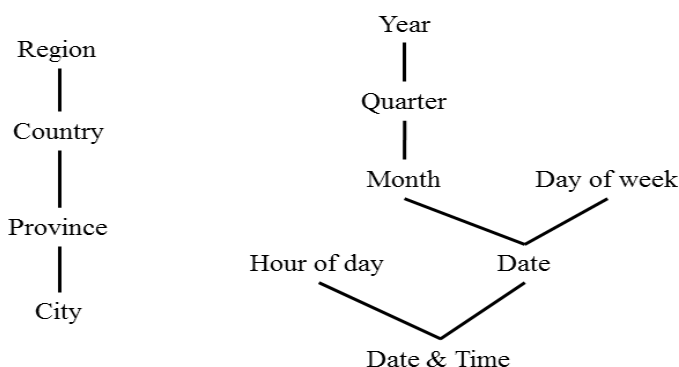 Region
Country
Province
City
Year
Quarter
Month
Day of week
Hour of day
Date
Date & Time